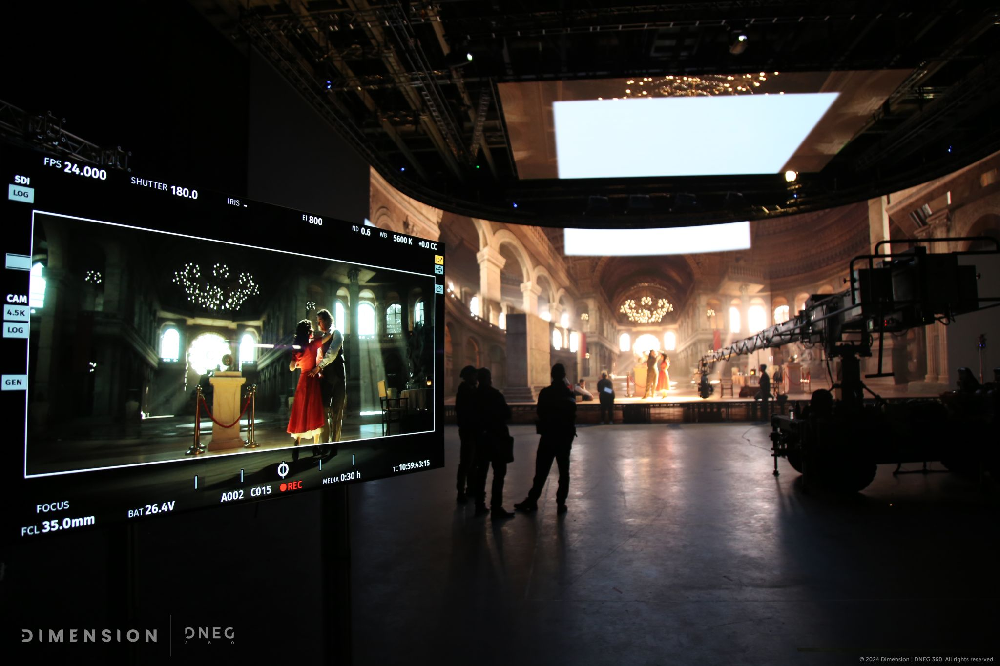 FPS 24.000
SHUTTER 180.0
IRIS -
EI 800
ND 0.6
WB 5600 K +0.0 CC
SDI
LOG
LDS
CAM
4.5K
LOG
GEN
FOCUS
FCL 35.0mm
BAT 26.4V
A002 C015 REC
MEDIA 0:30 h
TC 10:59:43:15
DIMENSION
DNEG
360
© 2024 Dimension | DNEG 360. All rights reserved.